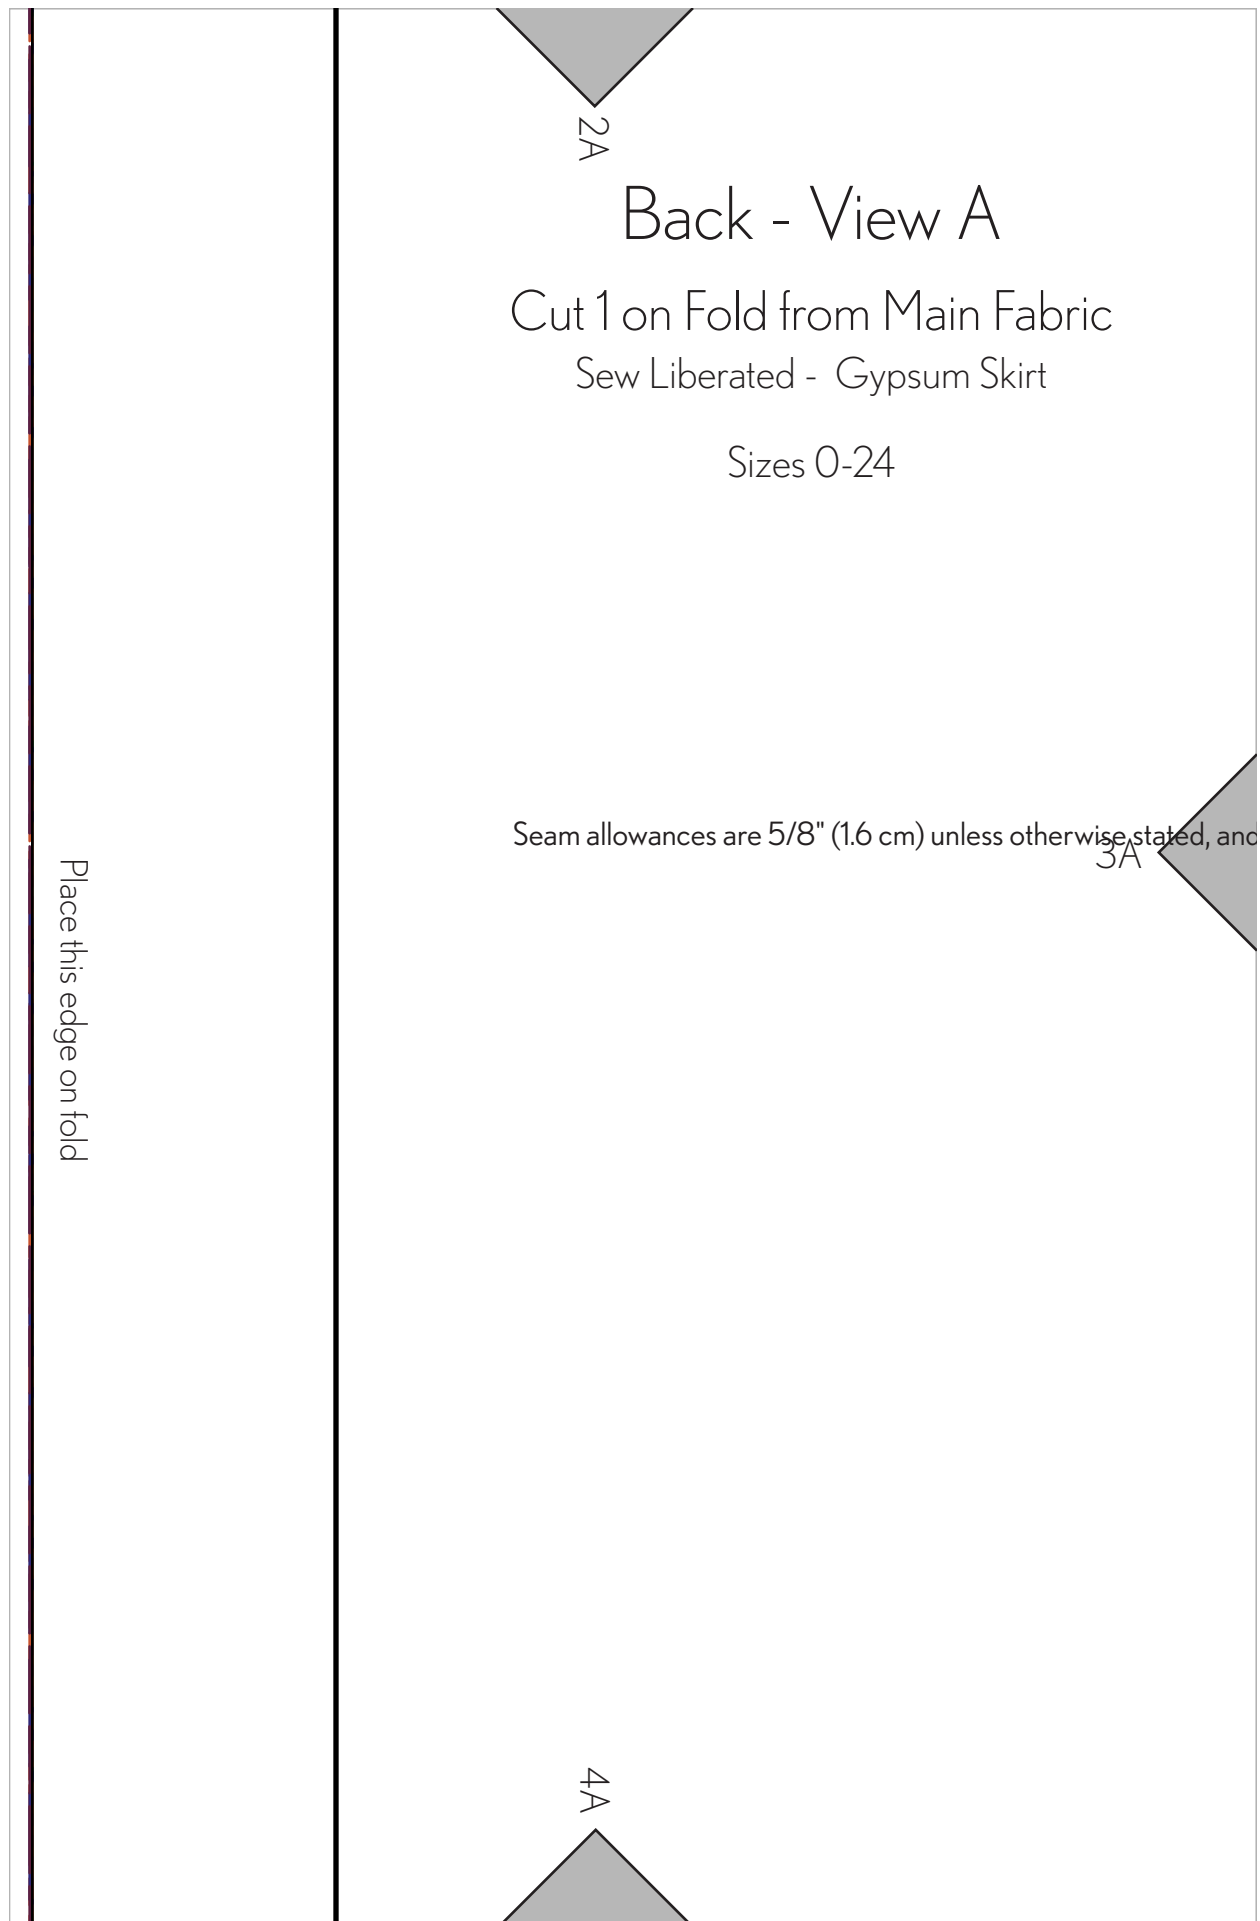 2A
Back - View A
Cut 1 on Fold from Main Fabric
Sew Liberated - Gypsum Skirt
Sizes 0-24
Seam allowances are 5/8" (1.6 cm) unless otherwise stated, and
3A
Place this edge on fold
4A